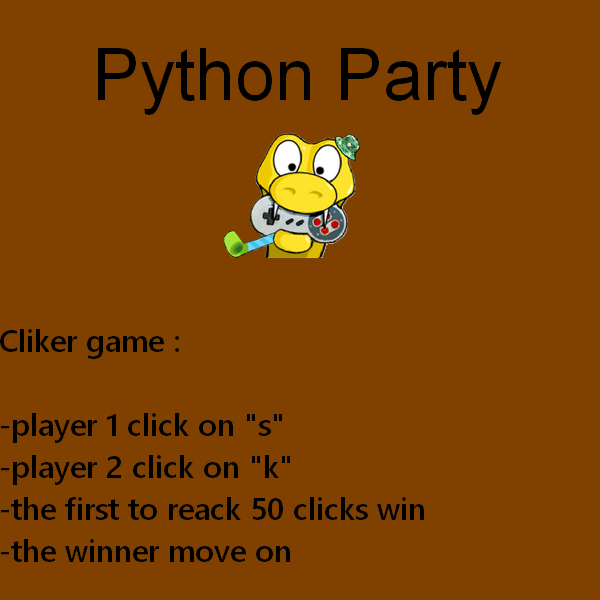 Python Party
Cliker game :
-player 1 click on "s"
-player 2 click on "k"
-the first to reack 50 clicks win
-the winner move on